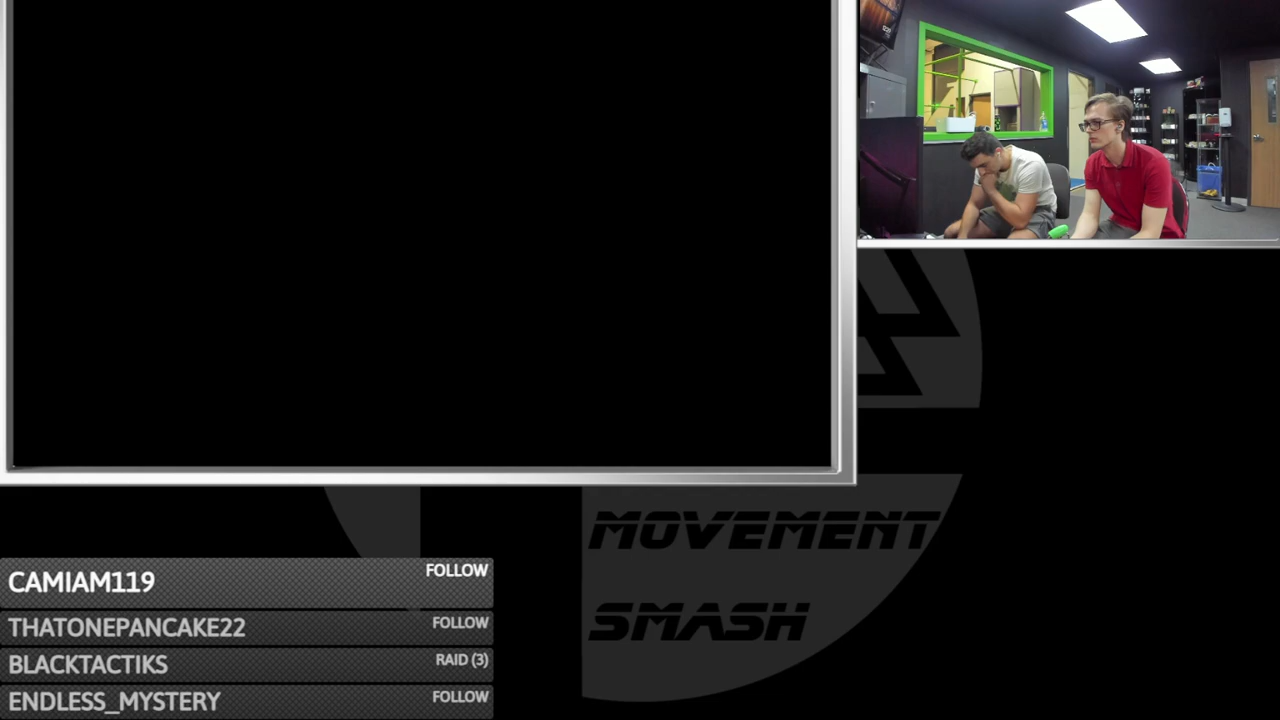 MOVEMENT
SMASH
CAMIAM119 FOLLOW
THATONEPANCAKE22 FOLLOW
BLACKTACTIKS RAID (3)
ENDLESS_MYSTERY FOLLOW